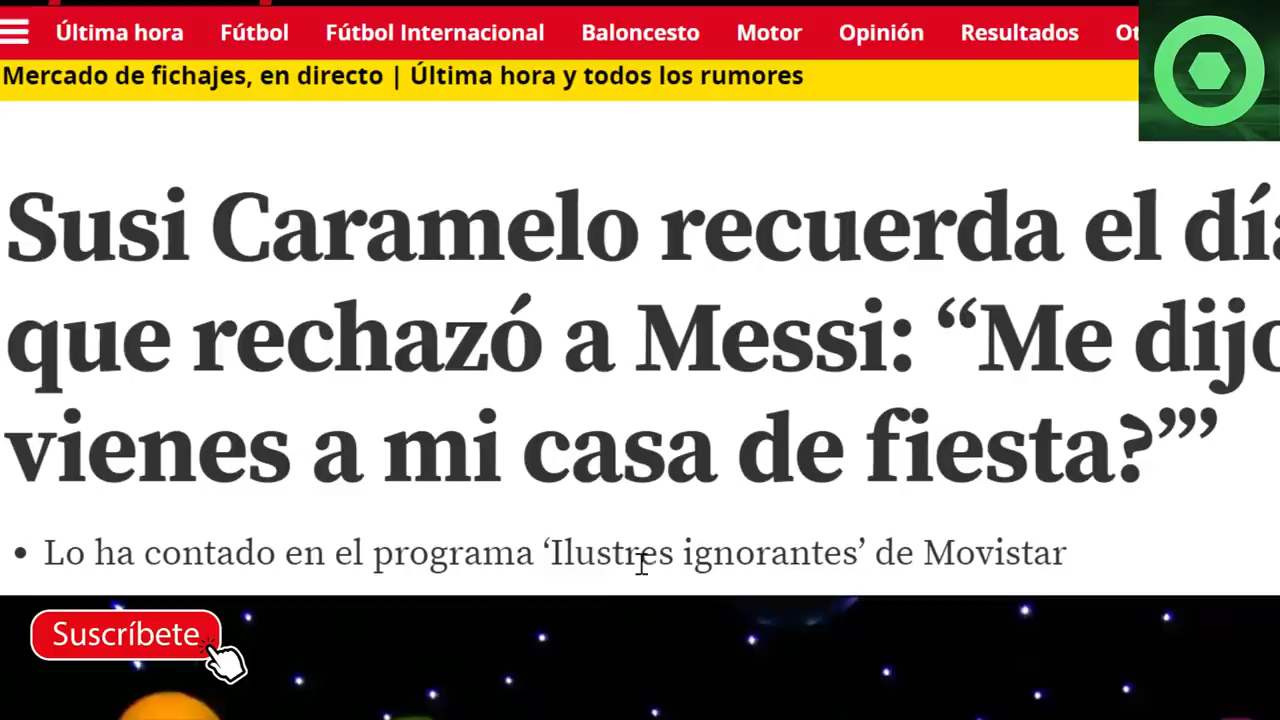 Última hora Fútbol Fútbol Internacional Baloncesto Motor Opinión Resultados
Mercado de fichajes, en directo | Última hora y todos los rumores
Susi Caramelo recuerda el día
que rechazó a Messi: “Me dijo
vienes a mi casa de fiesta?”’
• Lo ha contado en el programa ‘Ilustres ignorantes’ de Movistar
Suscríbete